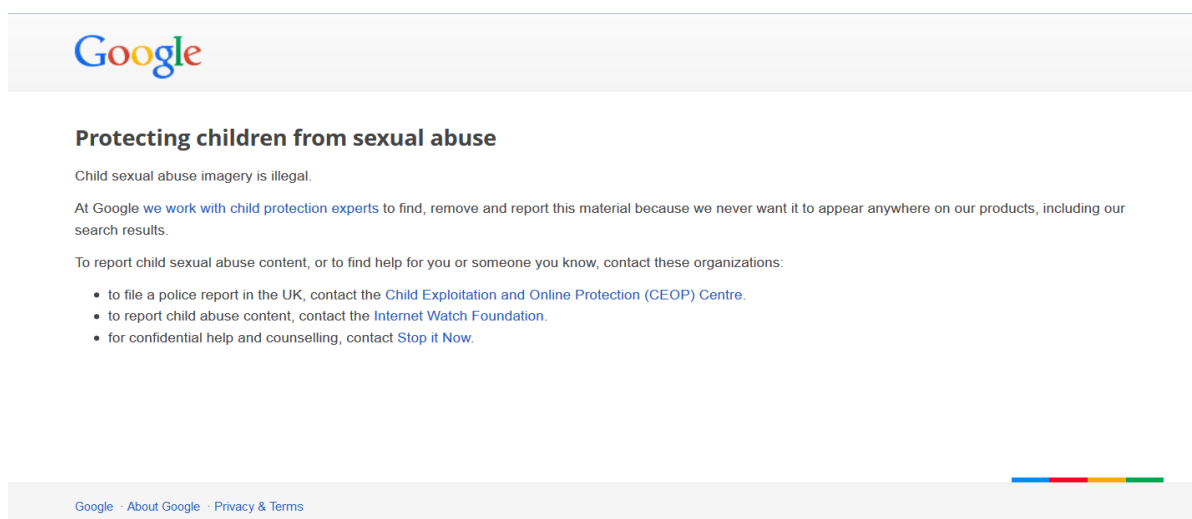 Google
Protecting children from sexual abuse
Child sexual abuse imagery is illegal.
At Google we work with child protection experts to find, remove and report this material because we never want it to appear anywhere on our products, including our
search results.
To report child sexual abuse content, or to find help for you or someone you know, contact these organizations:
• to file a police report in the UK, contact the Child Exploitation and Online Protection (CEOP) Centre.
• to report child abuse content, contact the Internet Watch Foundation.
• for confidential help and counselling, contact Stop it Now.
Google · About Google · Privacy & Terms